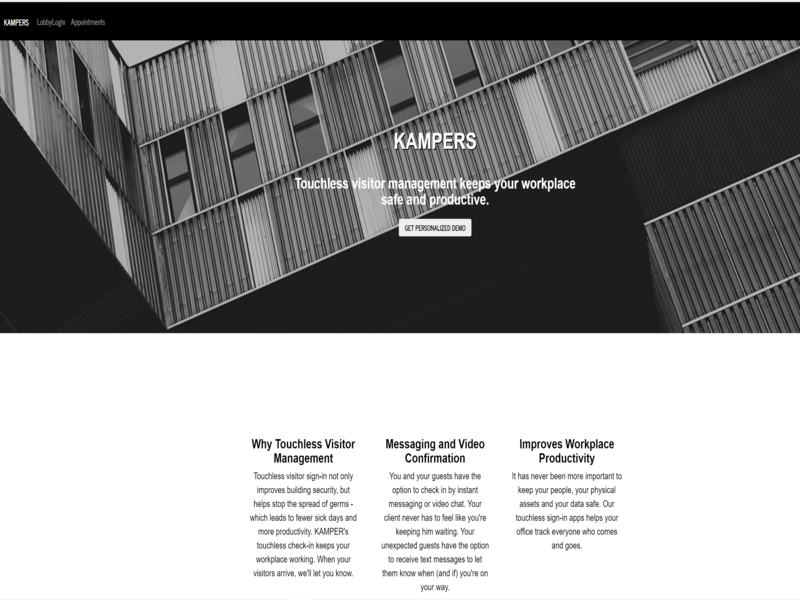 KAMPERS LobbyLogIn Appointments
KAMPERS
Touchless visitor management keeps your workplace
safe and productive.
GET PERSONALIZED DEMO
Why Touchless Visitor
Management
Touchless visitor sign-in not only
improves building security, but
helps stop the spread of germs -
which leads to fewer sick days and
more productivity. KAMPER's
touchless check-in keeps your
workplace working. When your
visitors arrive, we'll let you know.
Messaging and Video
Confirmation
You and your guests have the
option to check in by instant
messaging or video chat. Your
client never has to feel like you're
keeping him waiting. Your
unexpected guests have the option
to receive text messages to let
them know when (and if) you're on
your way.
Improves Workplace
Productivity
It has never been more important to
keep your people, your physical
assets and your data safe. Our
touchless sign-in apps helps your
office track everyone who comes
and goes.